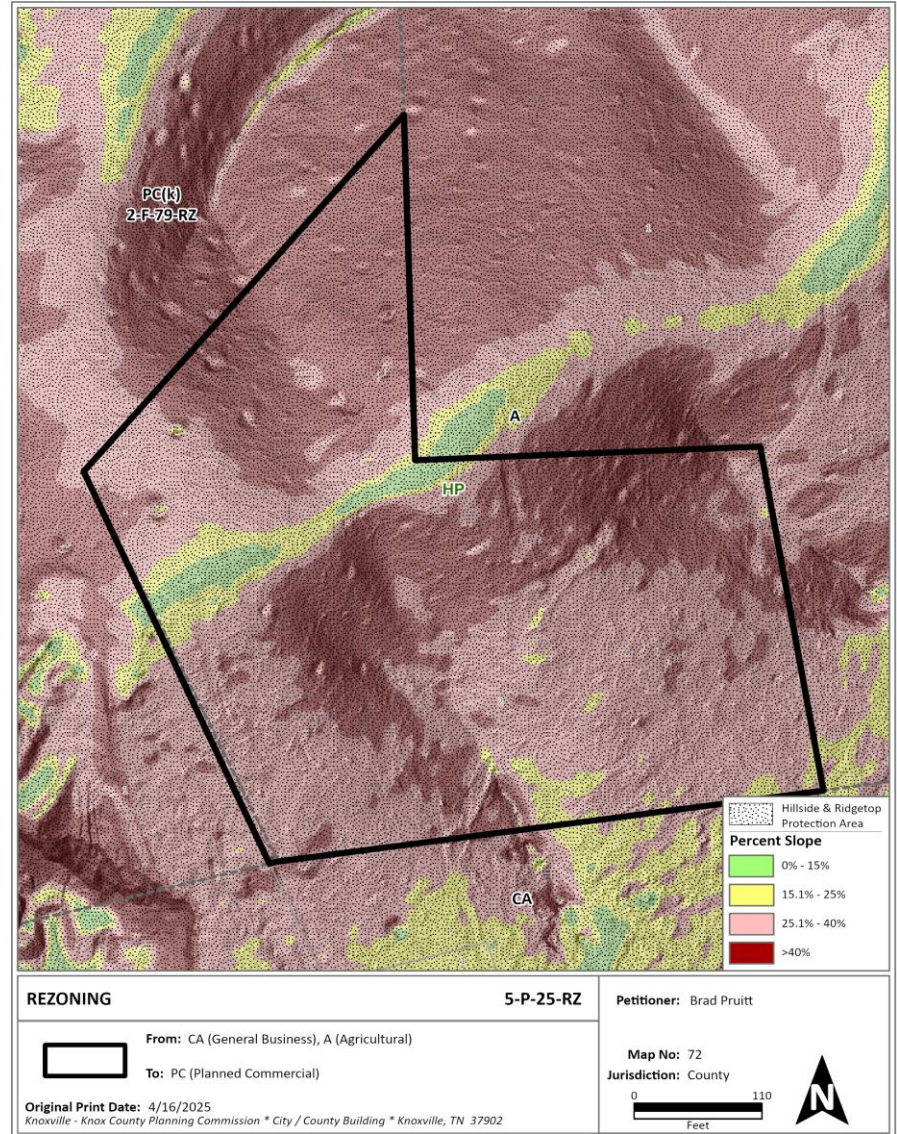 PC(k)
2-F-79-RZ
A
HP
CA
Hillside & Ridgetop
Protection Area
Percent Slope
0% - 15%
15.1% - 25%
25.1% - 40%
>40%
REZONING
5-P-25-RZ
From: CA (General Business), A (Agricultural)
To: PC (Planned Commercial)
Original Print Date: 4/16/2025
Knoxville - Knox County Planning Commission * City / County Building * Knoxville, TN 37902
Petitioner: Brad Pruitt
Map No: 72
Jurisdiction: County
0 110
Feet
N